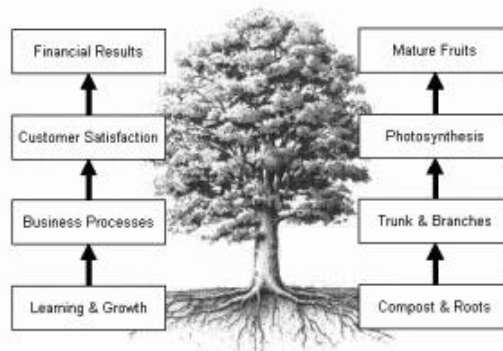 Financial Results
Customer Satisfaction
Business Processes
Learning & Growth
Mature Fruits
Photosynthesis
Trunk & Branches
Compost & Roots